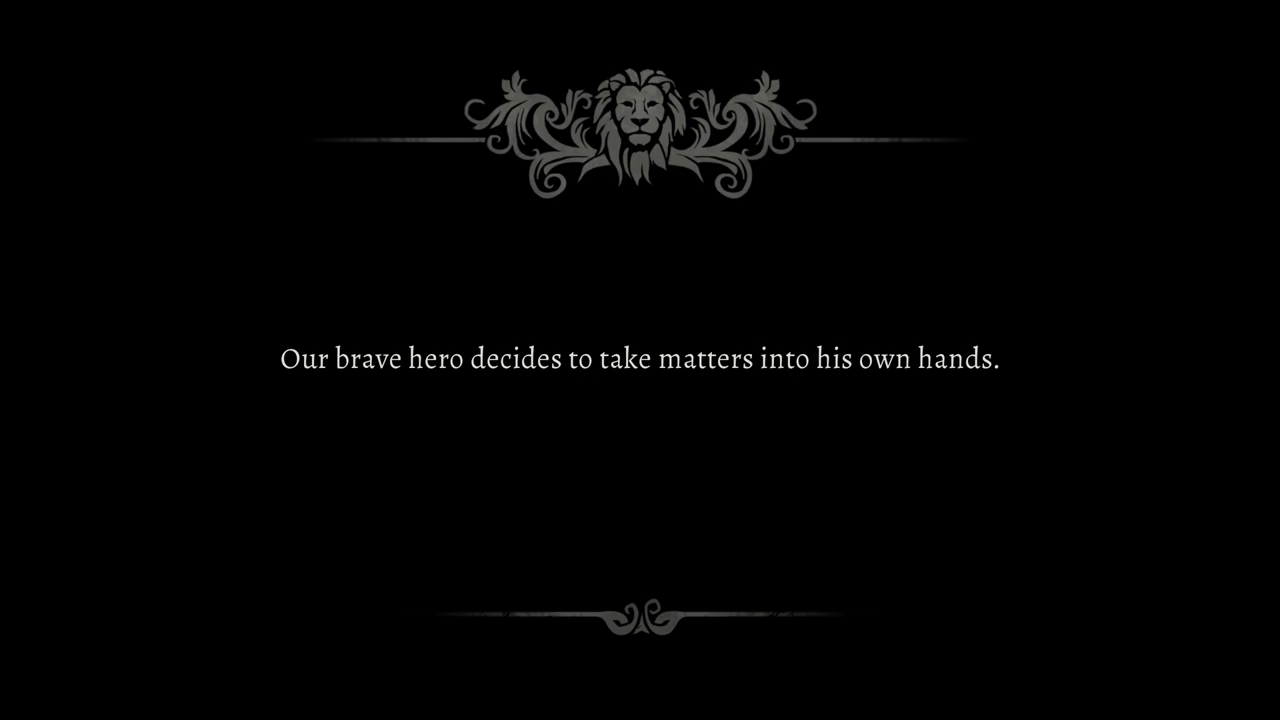 Our brave hero decides to take matters into his own hands.